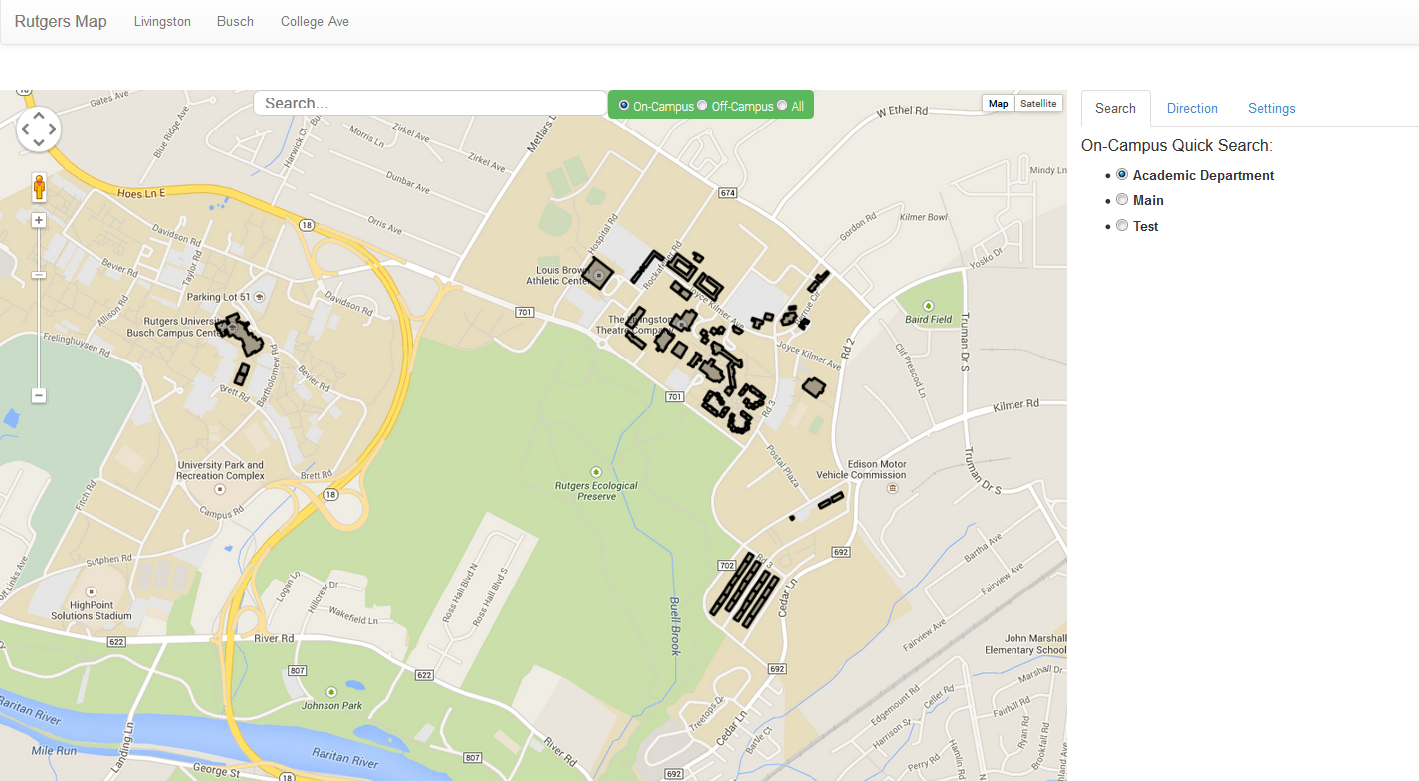 Rutgers Map Livingston Busch College Ave
Search...
On-Campus Off-Campus All
Map Satellite
Search Direction Settings
On-Campus Quick Search:
Academic Department
Main
Test
Gates Ave
Blue Ridge Ave
Harwick Ct
Morris Ln
Zirkel Ave
Zirkel Ave
Dunbar Ave
Orris Ave
Metlars L
W Ethel Rd
Mindy Ln
674
Hoes Ln E
18
Davidson Rd
Bevier Rd
Taylor Rd
Allison Rd
Parking Lot 51
Davidson Rd
Rutgers University
Busch Campus Cente
Frelinghuysen Rd
Bartholomew Rd
Bevier Rd
Brett Rd
Hospital Rd
Rockafeller Rd
Louis Brown
Athletic Center
Gordon Rd
Kilmer Bowl
Yosko Dr
Baird Field
Truman Dr S
701
The Livingston
Theatre Company
Joyce Kilmer Ave
Joyce Kilmer Ave
Rd 2
Cliff Prescod Ln
701
Rd 3
Kilmer Rd
Postal Plaza
Edison Motor
Vehicle Commission
Truman Dr S
University Park and
Recreation Complex
Brett Rd
18
Fitch Rd
Campus Rd
Rutgers Ecological
Preserve
Sutphen Rd
HighPoint
Solutions Stadium
Logan Ln
Hillcrest Dr
Wakefield Ln
Ross Hall Blvd N
Ross Hall Blvd S
702
Rd 3
692
Cedar Ln
Bartha Ave
Fairview Ave
Fairview Ave
Buell Brook
622
River Rd
807
622
Johnson Park
692
John Marshall
Elementary School
Marshall Dr
Celler Rd
Fairhill Rd
Edgemount Rd
Harrison St
Ryan Rd
Brookfall Rd
Hamlin Rd
Perry Rd
Treetops Dr
Cedar Ln
Bartle Ct
Raritan River
Mile Run
Landing Ln
Raritan River
George St
18
807
River Rd
692